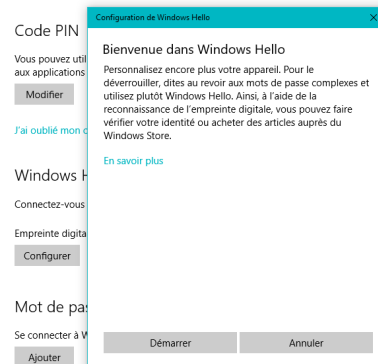 Code PIN
Vous pouvez util
aux applications
Modifier
J'ai oublié mon c
Windows H
Connectez-vous
Empreinte digita
Configurer
Mot de pas
Se connecter à W
Ajouter
Configuration de Windows Hello
Bienvenue dans Windows Hello
Personnalisez encore plus votre appareil. Pour le
déverrouiller, dites au revoir aux mots de passe complexes et
utilisez plutôt Windows Hello. Ainsi, à l'aide de la
reconnaissance de l'empreinte digitale, vous pouvez faire
vérifier votre identité ou acheter des articles auprès du
Windows Store.
En savoir plus
Démarrer
Annuler